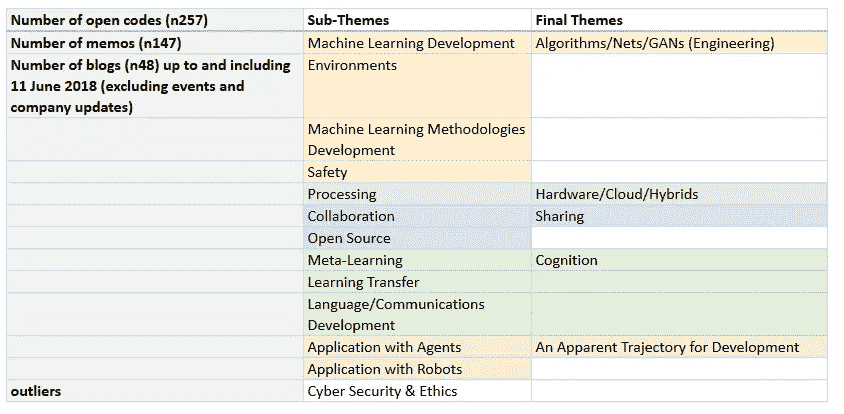 Number of open codes (n257) Sub-Themes Final Themes
Number of memos (n147) Machine Learning Development Algorithms/Nets/GANs (Engineering)
Number of blogs (n48) up to and including Environments
11 June 2018 (excluding events and
company updates)
Machine Learning Methodologies
Development
Safety
Processing Hardware/Cloud/Hybrids
Collaboration Sharing
Open Source
Meta-Learning Cognition
Learning Transfer
Language/Communications
Development
Application with Agents An Apparent Trajectory for Development
Application with Robots
outliers Cyber Security & Ethics